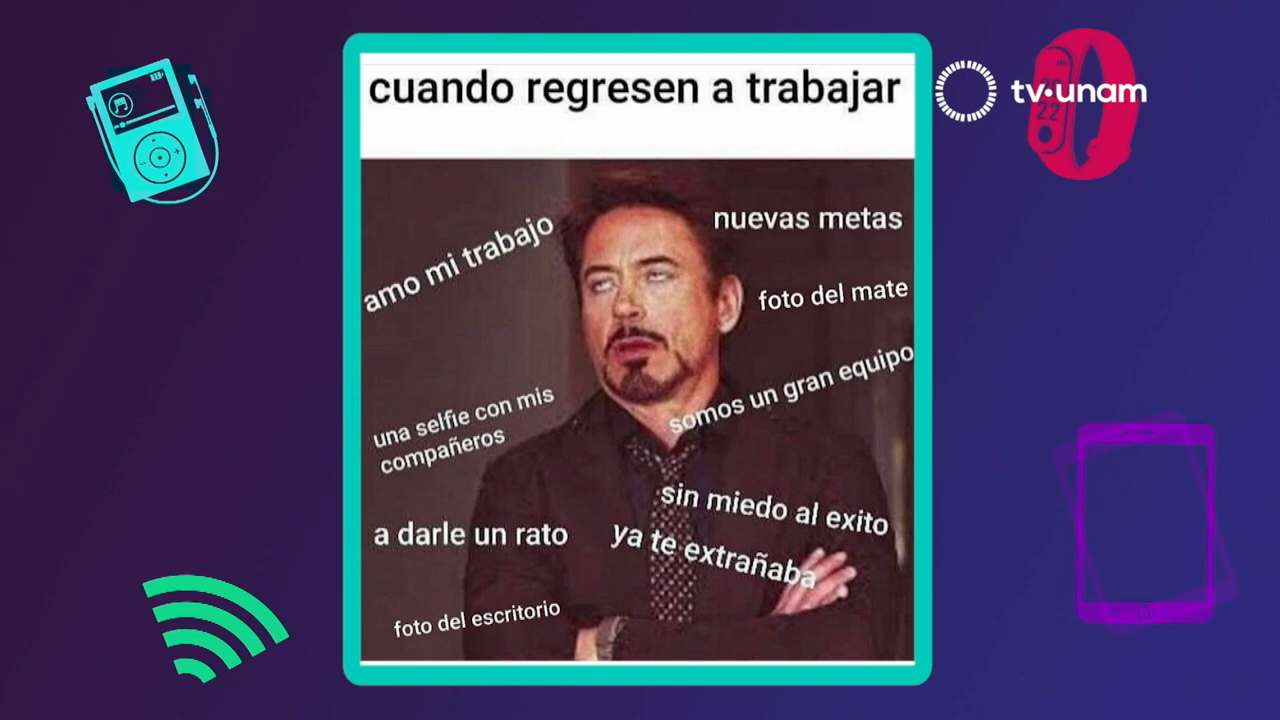 cuando regresen a trabajar
tv·unam
22
amo mi trabajo
nuevas metas
foto del mate
somos un gran equipo
una selfie con mis
compañeros
sin miedo al exito
a darle un rato
ya te extrañaba
foto del escritorio